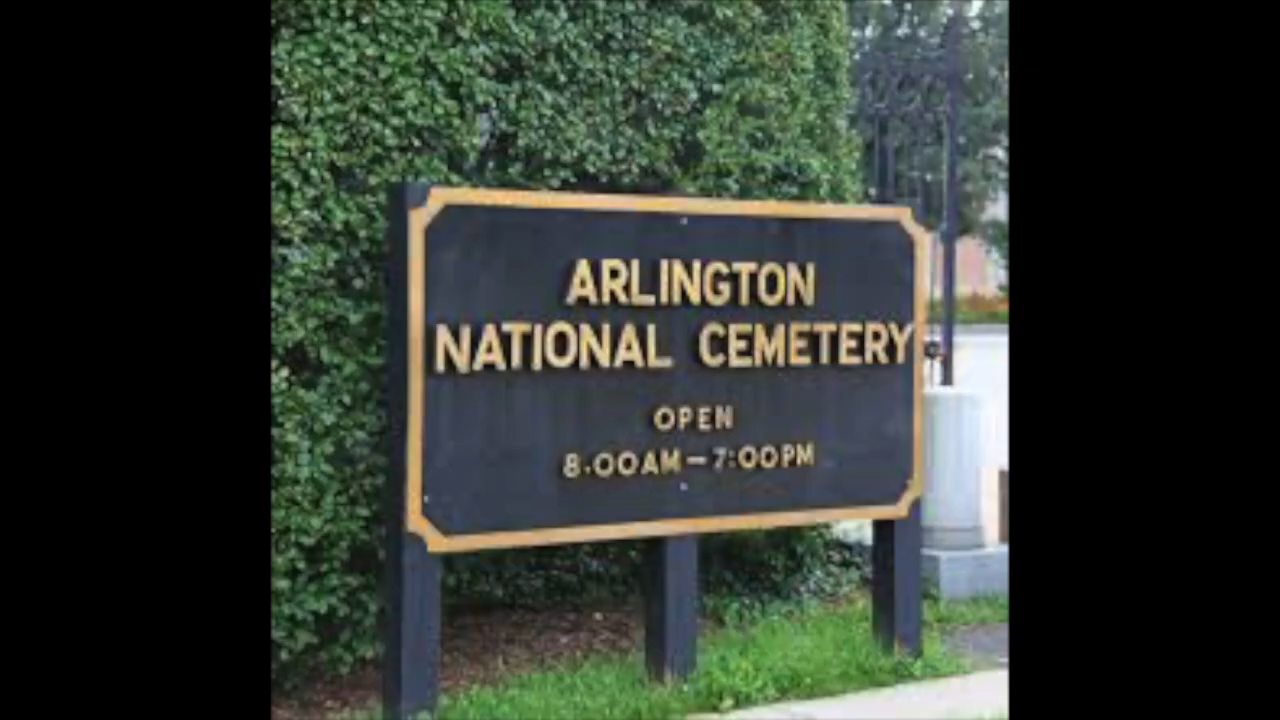 ARLINGTON
NATIONAL CEMETERY
OPEN
8:00AM – 7:00PM